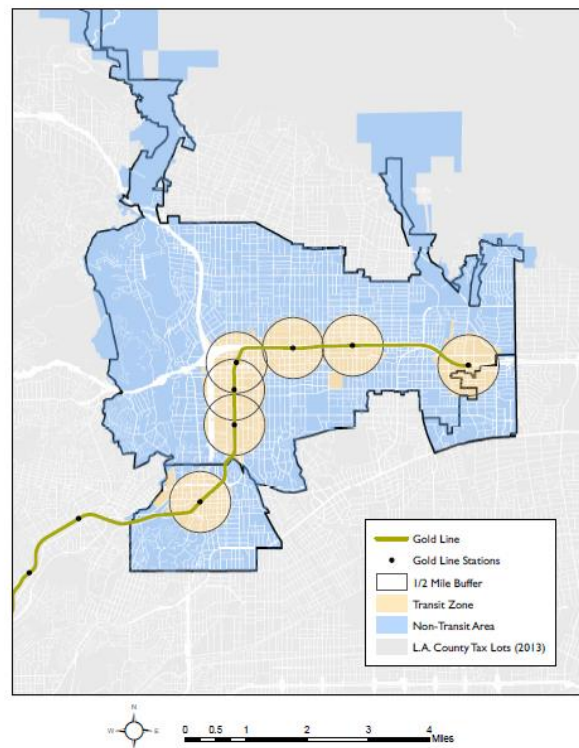 Gold Line
Gold Line Stations
1/2 Mile Buffer
Transit Zone
Non-Transit Area
L.A. County Tax Lots (2013)
N
W E
S
0 0.5 1 2 3 4
Miles